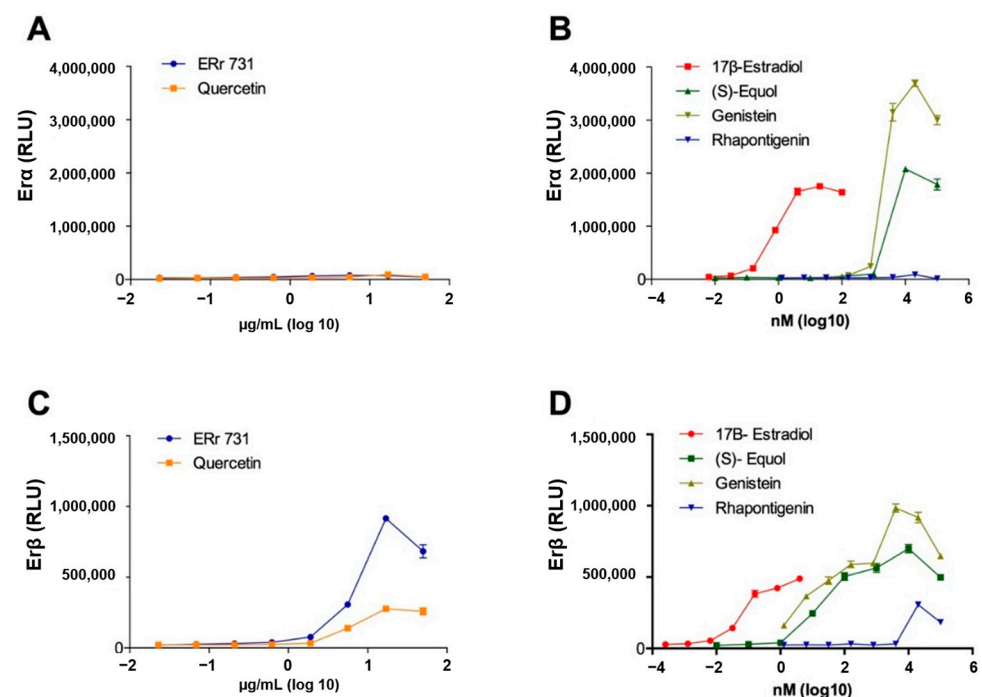 A
ERr 731
Quercetin
4,000,000
3,000,000
2,000,000
1,000,000
0
Erα (RLU)
−2
−1
0
1
2
µg/mL (log 10)
B
17β-Estradiol
(S)-Equol
Genistein
Rhapontigenin
4,000,000
3,000,000
2,000,000
1,000,000
0
Erα (RLU)
−4
−2
0
2
4
6
nM (log10)
C
ERr 731
Quercetin
1,500,000
1,000,000
500,000
0
Erβ (RLU)
−2
−1
0
1
2
µg/mL (log 10)
D
17B- Estradiol
(S)- Equol
Genistein
Rhapontigenin
1,500,000
1,000,000
500,000
0
Erβ (RLU)
−4
−2
0
2
4
6
nM (log10)